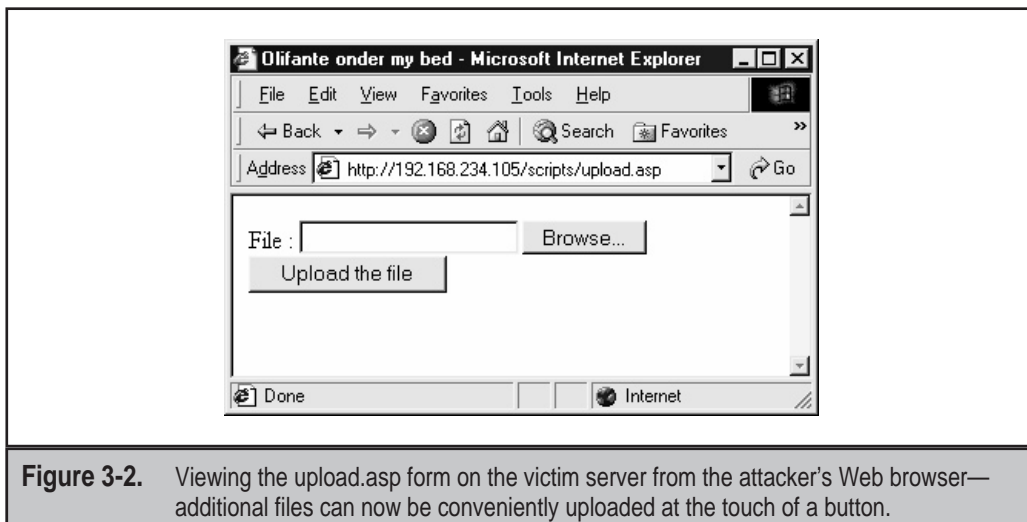 Olifante onder my bed - Microsoft Internet Explorer
File Edit View Favorites Tools Help
Back Search Favorites »
Address http://192.168.234.105/scripts/upload.asp Go
File : Browse...
Upload the file
Done Internet
Figure 3-2. Viewing the upload.asp form on the victim server from the attacker's Web browser—
additional files can now be conveniently uploaded at the touch of a button.